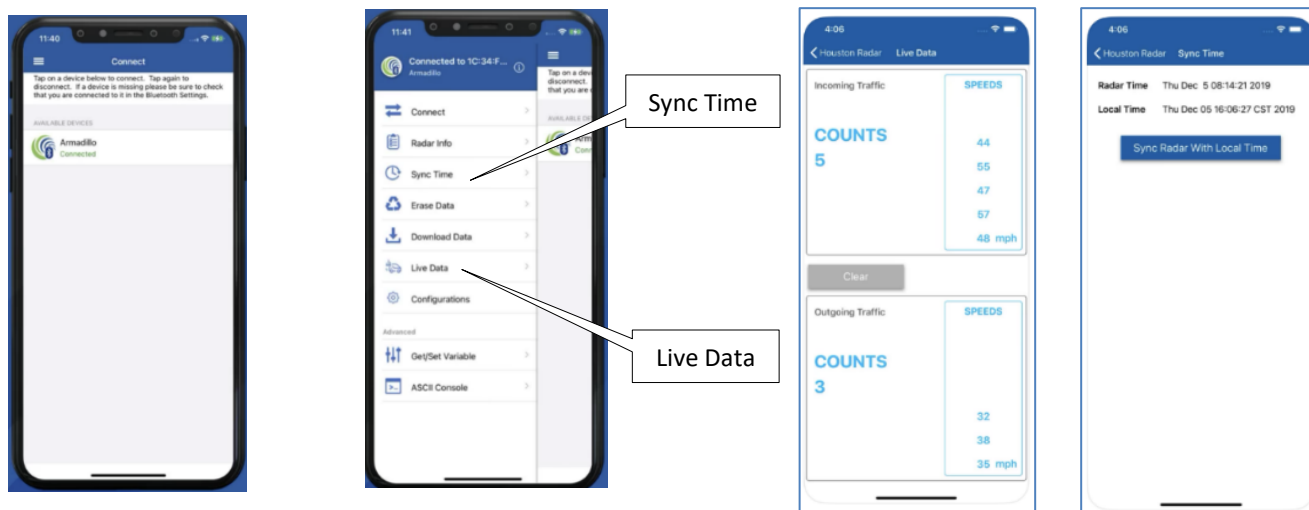 11:40
Connect
Tap on a device below to connect. Tap again to
disconnect. If a device is missing please be sure to check
that you are connected to it in the Bluetooth Settings.
AVAILABLE DEVICES
Armadillo
Connected
11:41
Connected to 1C:34:F...
Armadillo
Connect
Radar Info
Sync Time
Erase Data
Download Data
Live Data
Configurations
Advanced
Get/Set Variable
ASCII Console
Tap on a devi
disconnect.
that you are
Sync Time
Live Data
4:06
Houston Radar Live Data
Incoming Traffic
SPEEDS
COUNTS
5
44
55
47
57
48 mph
Clear
Outgoing Traffic
SPEEDS
COUNTS
3
32
38
35 mph
4:06
Houston Radar Sync Time
Radar Time Thu Dec 5 08:14:21 2019
Local Time Thu Dec 05 16:06:27 CST 2019
Sync Radar With Local Time